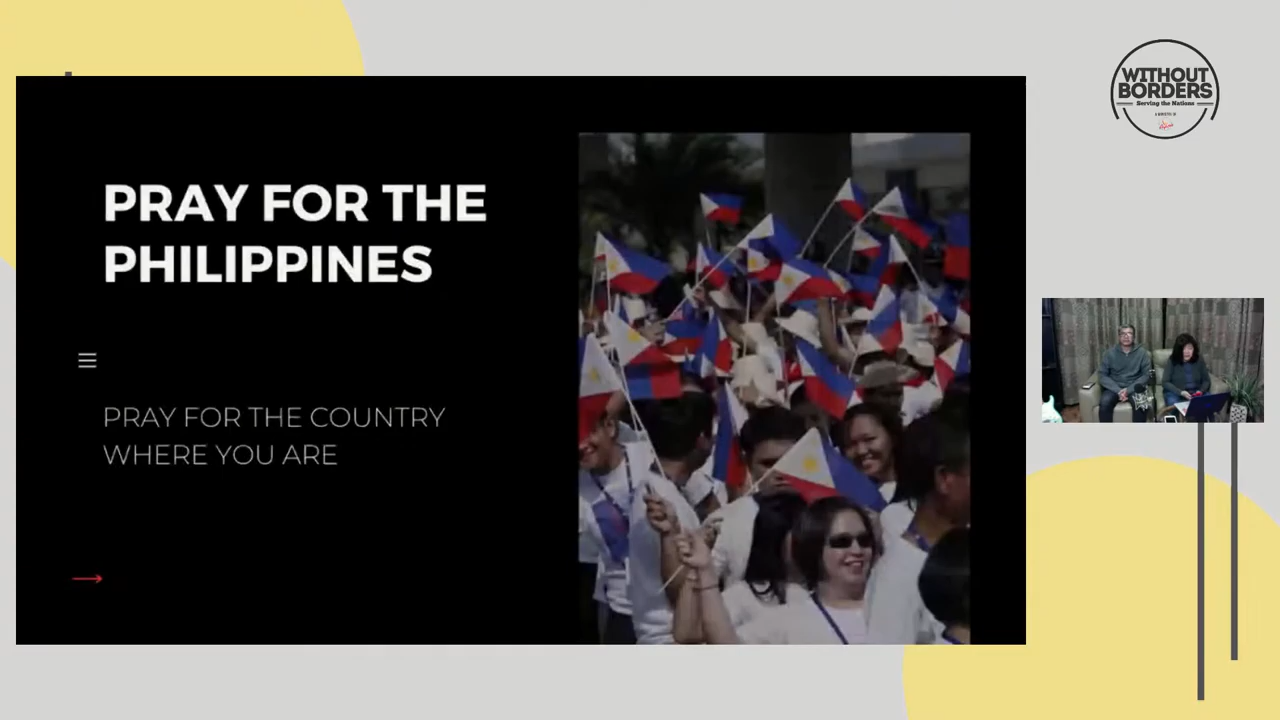 PRAY FOR THE
PHILIPPINES
PRAY FOR THE COUNTRY
WHERE YOU ARE
WITHOUT
BORDERS
Serving the Nations